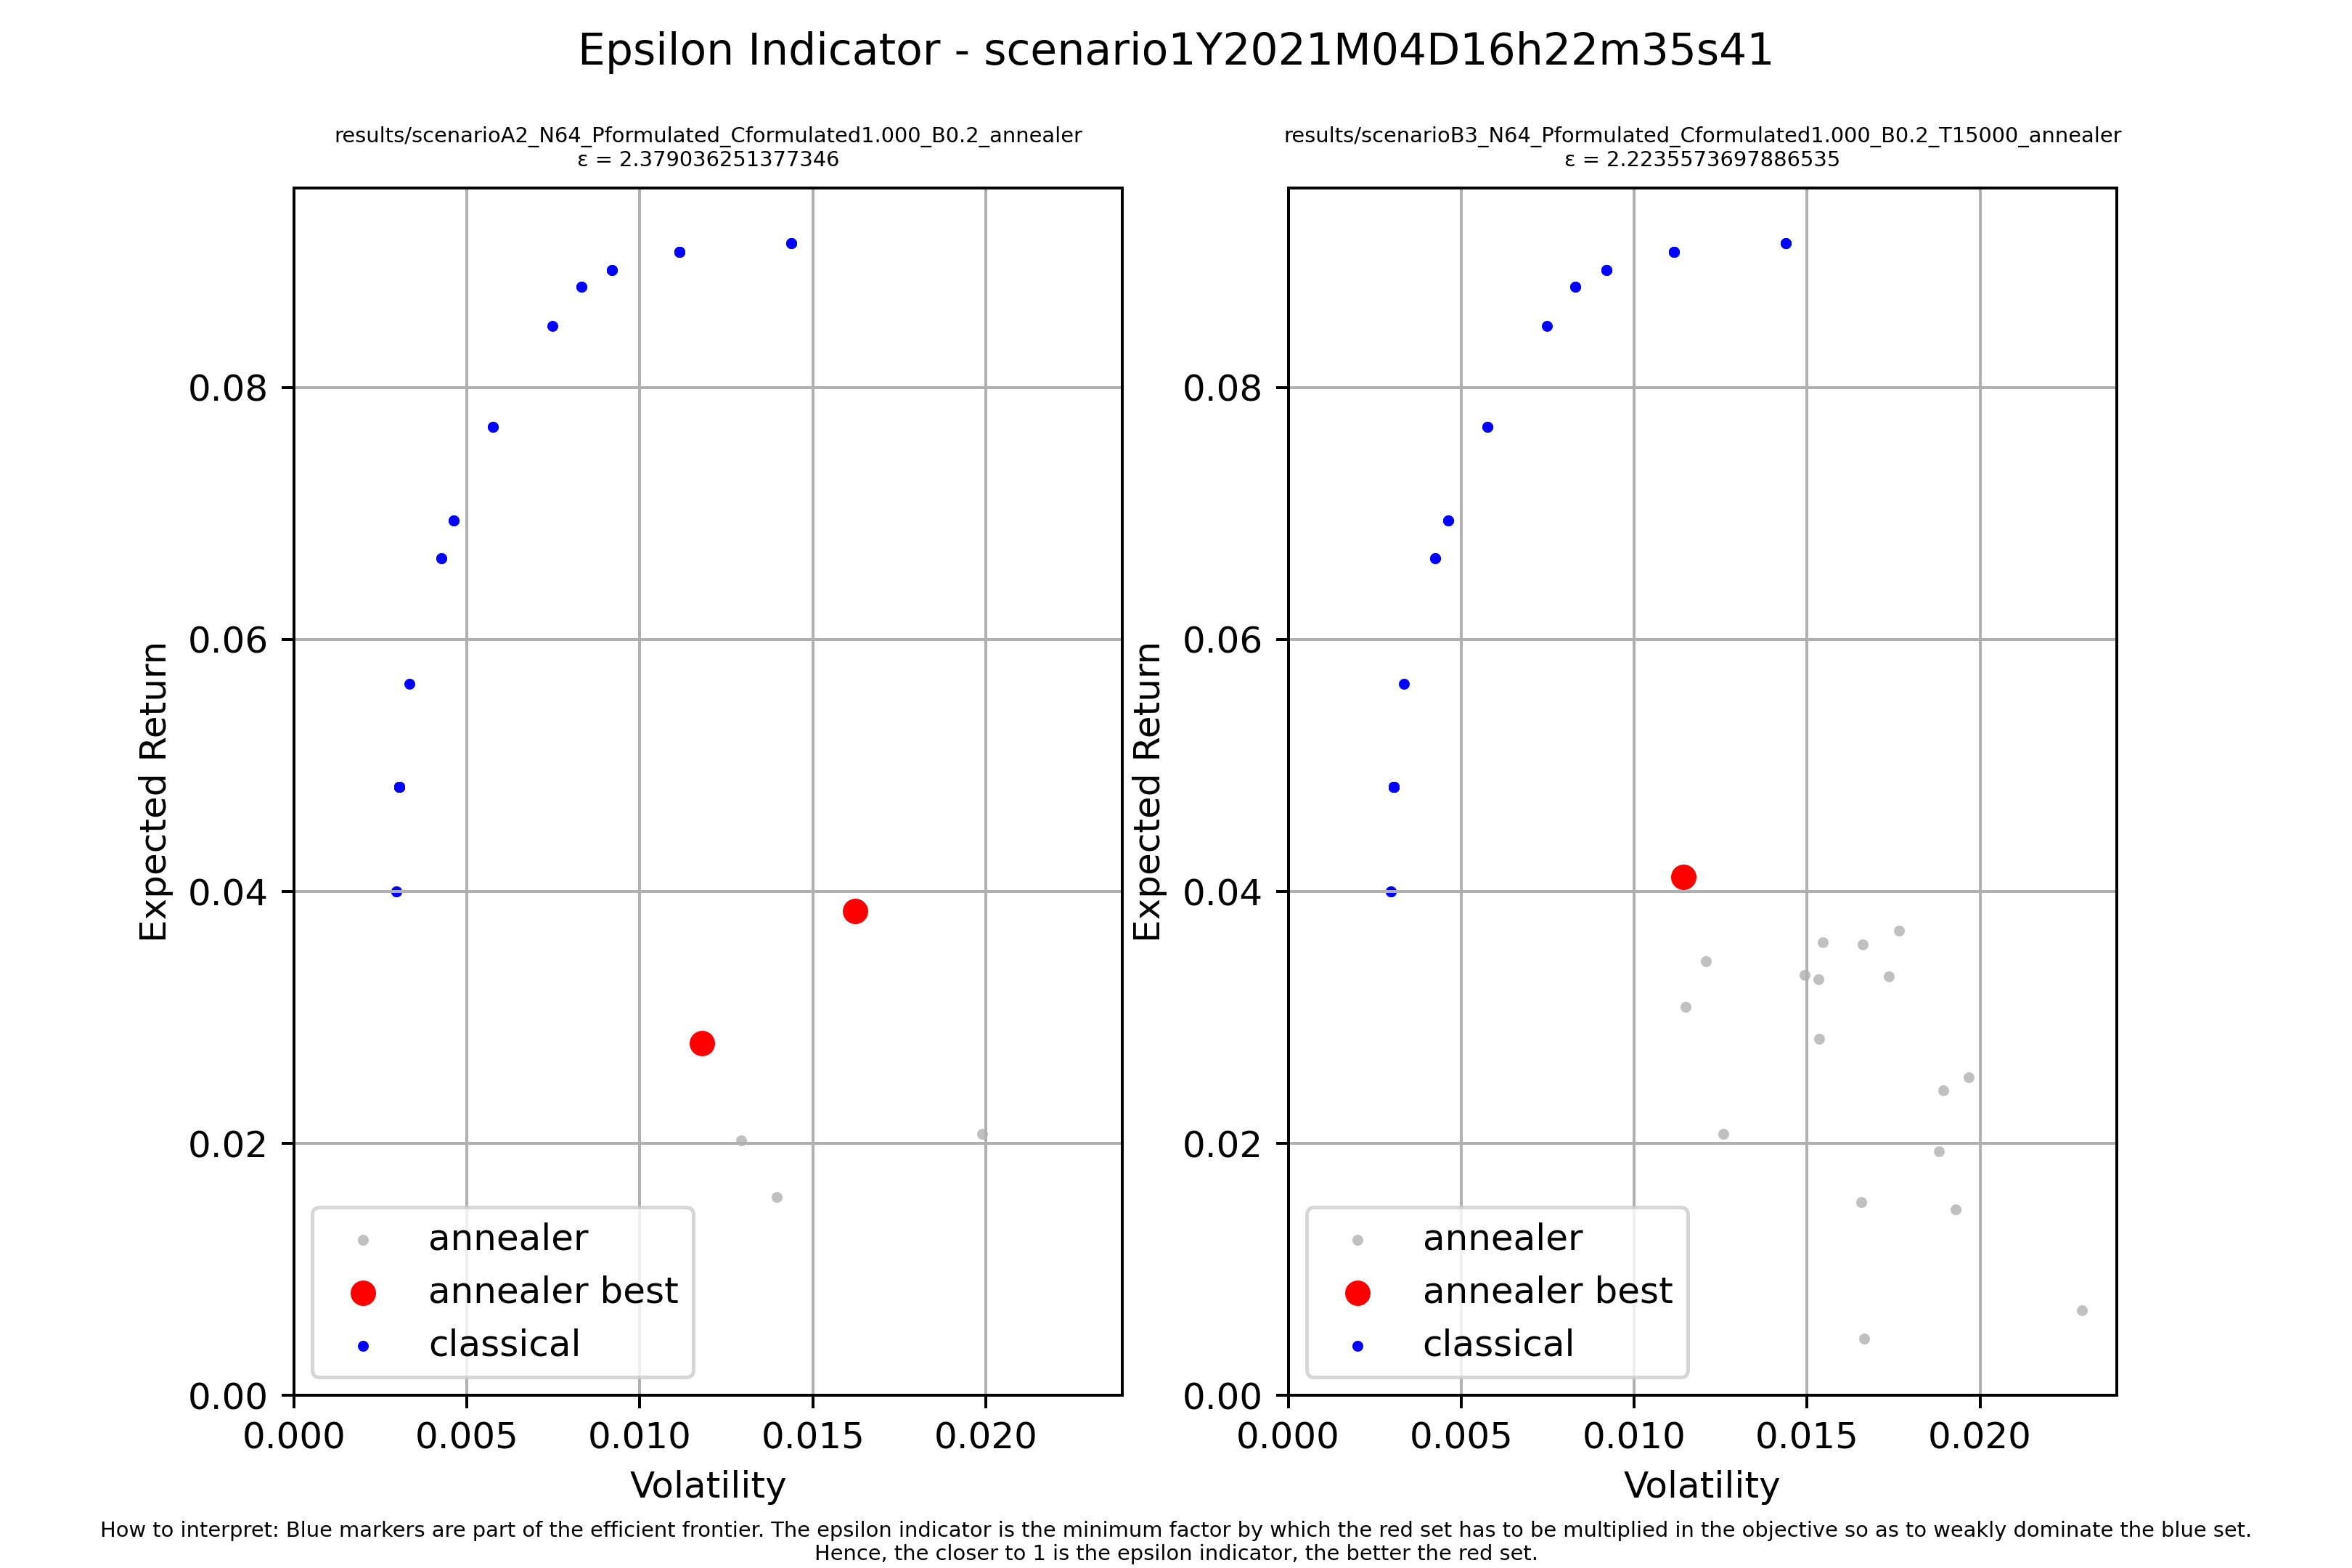 Epsilon Indicator - scenario1Y2021M04D16h22m35s41
results/scenarioA2_N64_Pformulated_Cformulated1.000_B0.2_annealer
ε = 2.379036251377346
Expected Return
0.08
0.06
0.04
0.02
0.00
annealer
annealer best
classical
0.000 0.005 0.010 0.015 0.020
Volatility
results/scenarioB3_N64_Pformulated_Cformulated1.000_B0.2_T15000_annealer
ε = 2.2235573697886535
Expected Return
0.08
0.06
0.04
0.02
0.00
annealer
annealer best
classical
0.000 0.005 0.010 0.015 0.020
Volatility
How to interpret: Blue markers are part of the efficient frontier. The epsilon indicator is the minimum factor by which the red set has to be multiplied in the objective so as to weakly dominate the blue set.
Hence, the closer to 1 is the epsilon indicator, the better the red set.